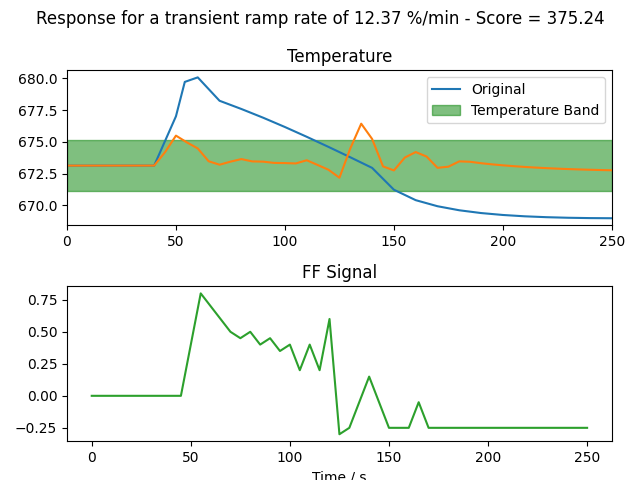 Response for a transient ramp rate of 12.37 %/min - Score = 375.24
Temperature
680.0
677.5
675.0
672.5
670.0
Original
Temperature Band
0 50 100 150 200 250
FF Signal
0.75
0.50
0.25
0.00
−0.25
0 50 100 150 200 250
Time / s